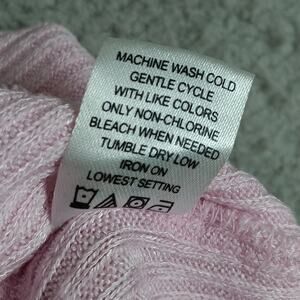 MACHINE WASH COLD
GENTLE CYCLE
WITH LIKE COLORS
ONLY NON-CHLORINE
BLEACH WHEN NEEDED
TUMBLE DRY LOW
IRON ON
LOWEST SETTING